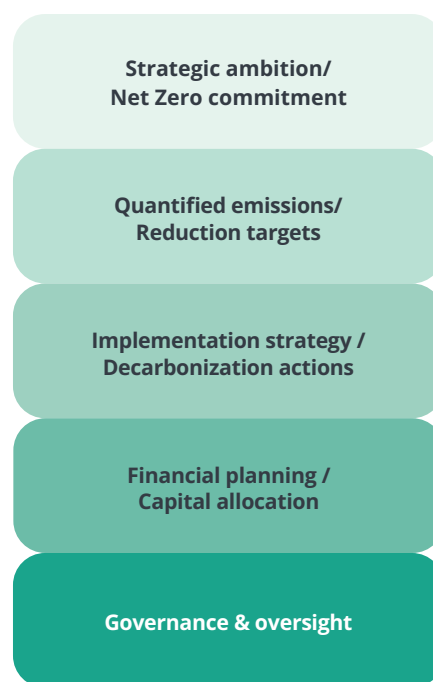 Strategic ambition/
Net Zero commitment
Quantified emissions/
Reduction targets
Implementation strategy /
Decarbonization actions
Financial planning /
Capital allocation
Governance & oversight